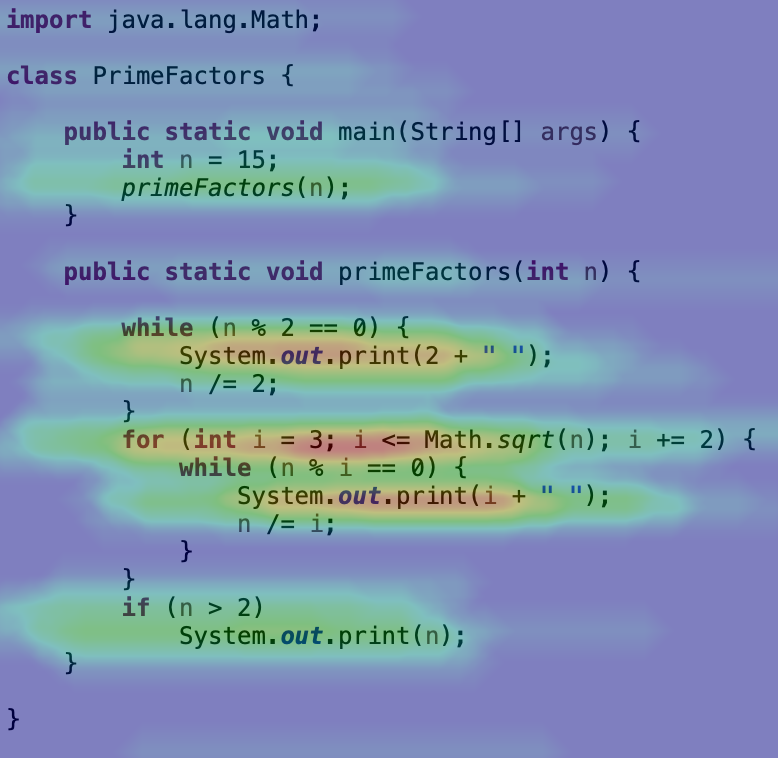 import java.lang.Math;
class PrimeFactors {
public static void main(String[] args) {
int n = 15;
primeFactors(n);
}
public static void primeFactors(int n) {
while (n % 2 == 0) {
System.out.print(2 + " ");
n /= 2;
}
for (int i = 3; i <= Math.sqrt(n); i += 2) {
while (n % i == 0) {
System.out.print(i + " ");
n /= i;
}
}
if (n > 2)
System.out.print(n);
}
}